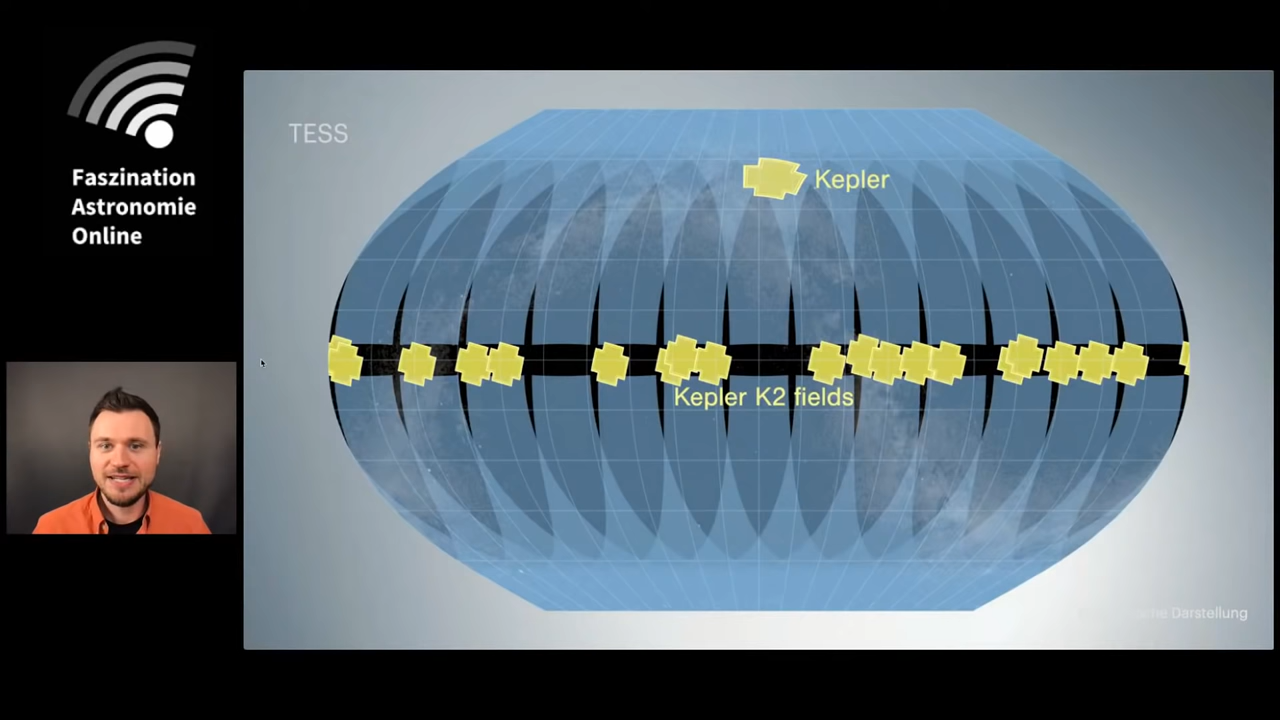 Faszination
Astronomie
Online
TESS
Kepler
Kepler K2 fields
Darstellung